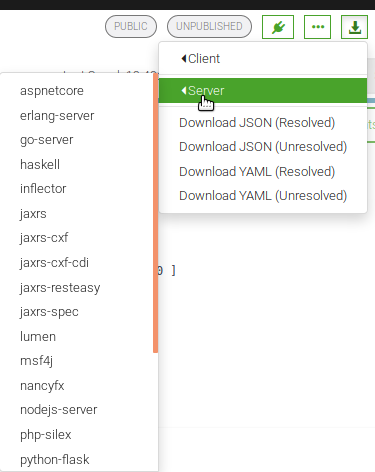 PUBLIC
UNPUBLISHED
Client
Server
Download JSON (Resolved)
Download JSON (Unresolved)
Download YAML (Resolved)
Download YAML (Unresolved)
aspnetcore
erlang-server
go-server
haskell
inflector
jaxrs
jaxrs-cxf
jaxrs-cxf-cdi
jaxrs-resteasy
jaxrs-spec
lumen
msf4j
nancyfx
nodejs-server
php-silex
python-flask
0 ]